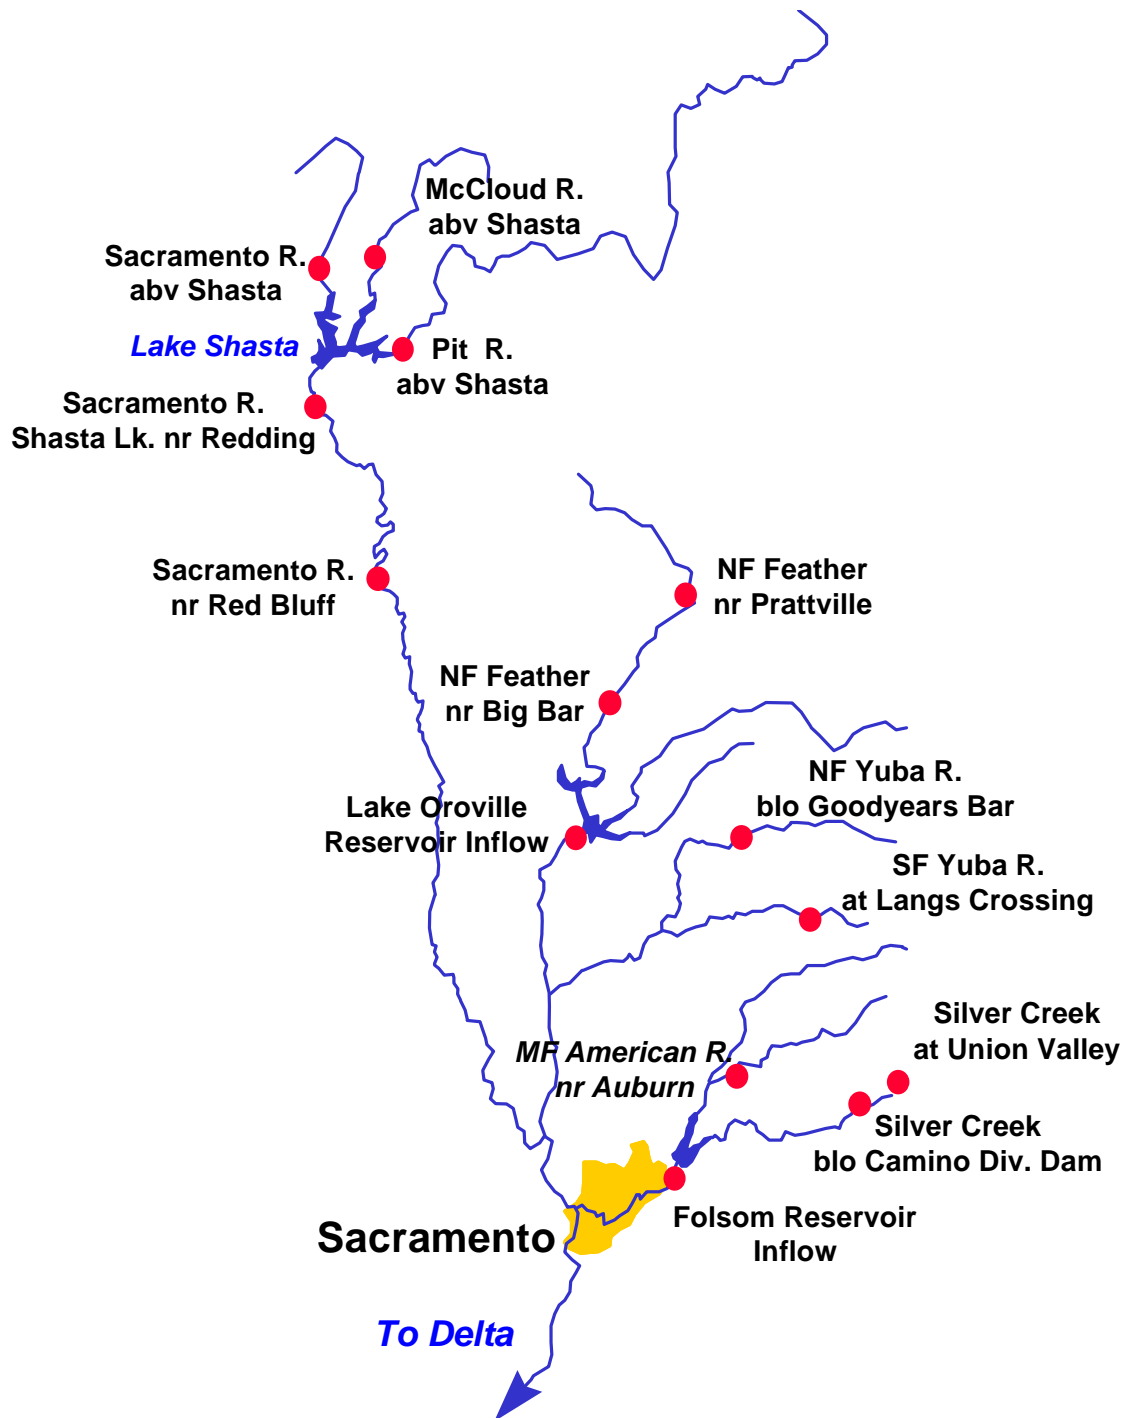 McCloud R.
abv Shasta
Sacramento R.
abv Shasta
Lake Shasta
Pit R.
abv Shasta
Sacramento R.
Shasta Lk. nr Redding
Sacramento R.
nr Red Bluff
NF Feather
nr Prattville
NF Feather
nr Big Bar
NF Yuba R.
blo Goodyears Bar
Lake Oroville
Reservoir Inflow
SF Yuba R.
at Langs Crossing
Silver Creek
at Union Valley
MF American R.
nr Auburn
Silver Creek
blo Camino Div. Dam
Folsom Reservoir
Inflow
Sacramento
To Delta